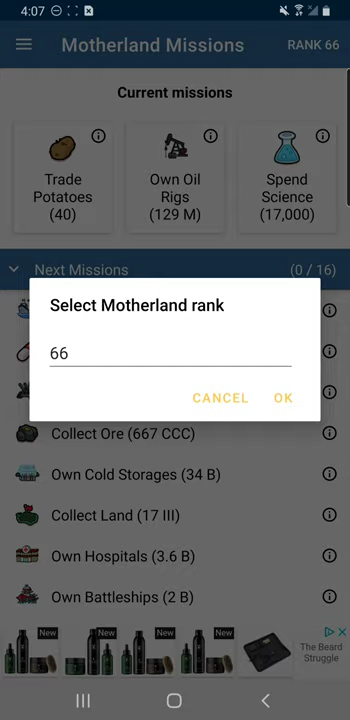 4:07
Motherland Missions
RANK 66
Current missions
Trade
Potatoes
(40)
Own Oil
Rigs
(129 M)
Spend
Science
(17,000)
Next Missions
(0 / 16)
Select Motherland rank
66
CANCEL
OK
Collect Ore (667 CCC)
Own Cold Storages (34 B)
Collect Land (17 III)
Own Hospitals (3.6 B)
Own Battleships (2 B)
New
New
New
New
The Beard
Struggle